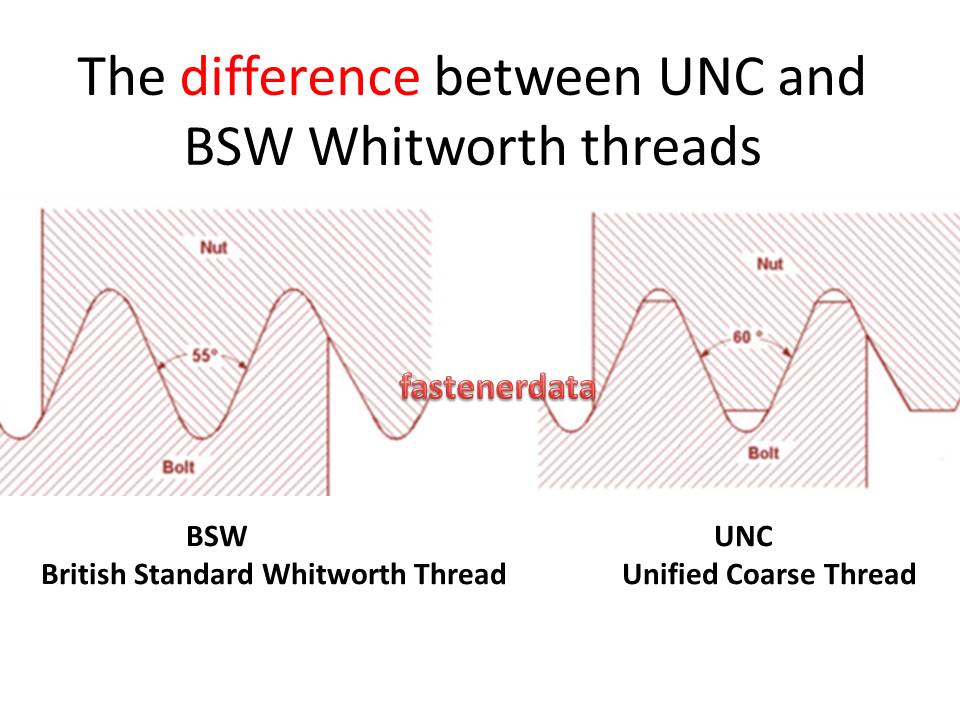 The difference between UNC and
BSW Whitworth threads
Nut
55°
Bolt
fastenerdata
Nut
60 °
Bolt
BSW
British Standard Whitworth Thread
UNC
Unified Coarse Thread